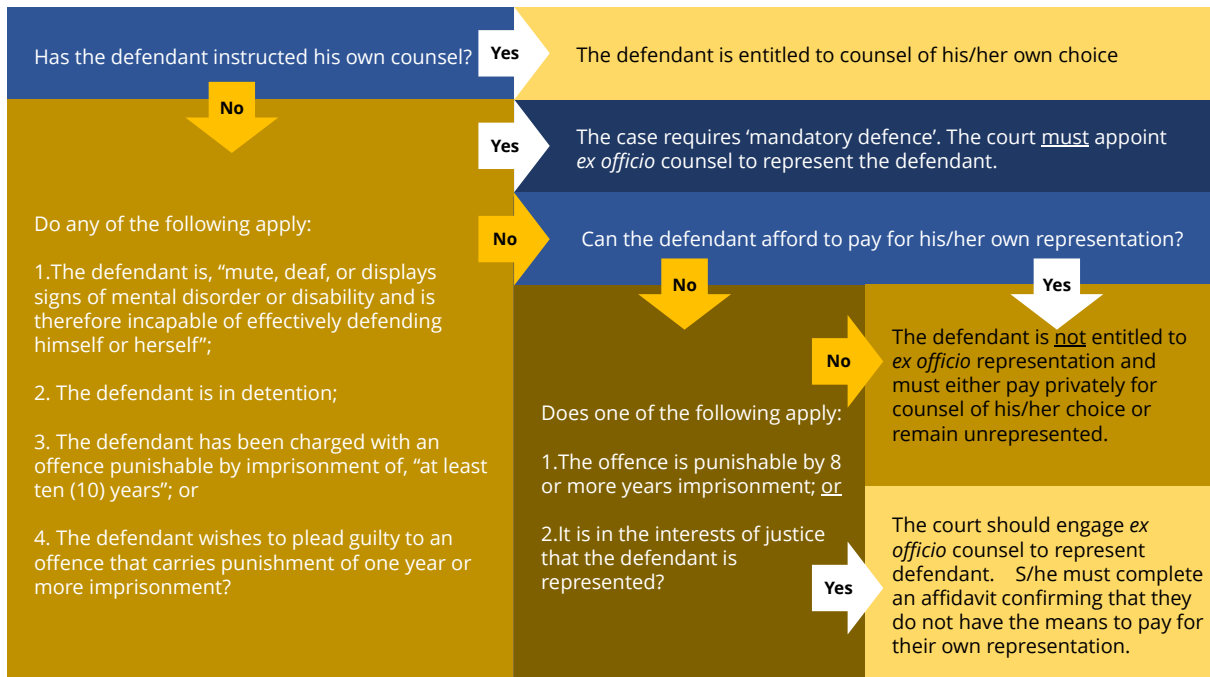 Has the defendant instructed his own counsel?
Yes
The defendant is entitled to counsel of his/her own choice
No
Yes
The case requires ‘mandatory defence’. The court must appoint
ex officio counsel to represent the defendant.
Do any of the following apply:
1.The defendant is, “mute, deaf, or displays
signs of mental disorder or disability and is
therefore incapable of effectively defending
himself or herself”;
2. The defendant is in detention;
3. The defendant has been charged with an
offence punishable by imprisonment of, “at least
ten (10) years”; or
4. The defendant wishes to plead guilty to an
offence that carries punishment of one year or
more imprisonment?
No
Can the defendant afford to pay for his/her own representation?
No
Yes
Does one of the following apply:
1.The offence is punishable by 8
or more years imprisonment; or
2.It is in the interests of justice
that the defendant is
represented?
No
The defendant is not entitled to
ex officio representation and
must either pay privately for
counsel of his/her choice or
remain unrepresented.
Yes
The court should engage ex
officio counsel to represent
defendant. S/he must complete
an affidavit confirming that they
do not have the means to pay for
their own representation.